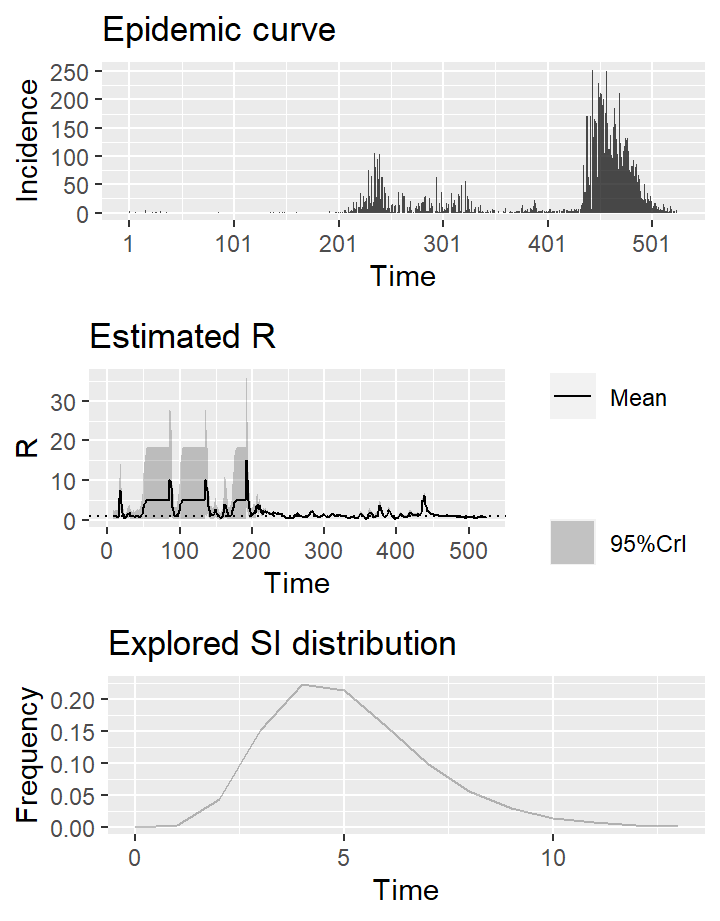 Epidemic curve
Incidence
250
200
150
100
50
0
1 101 201 301 401 501
Time
Estimated R
R
30
20
10
0
0 100 200 300 400 500
Time
Mean
95%CrI
Explored SI distribution
Frequency
0.20
0.15
0.10
0.05
0.00
0 5 10
Time